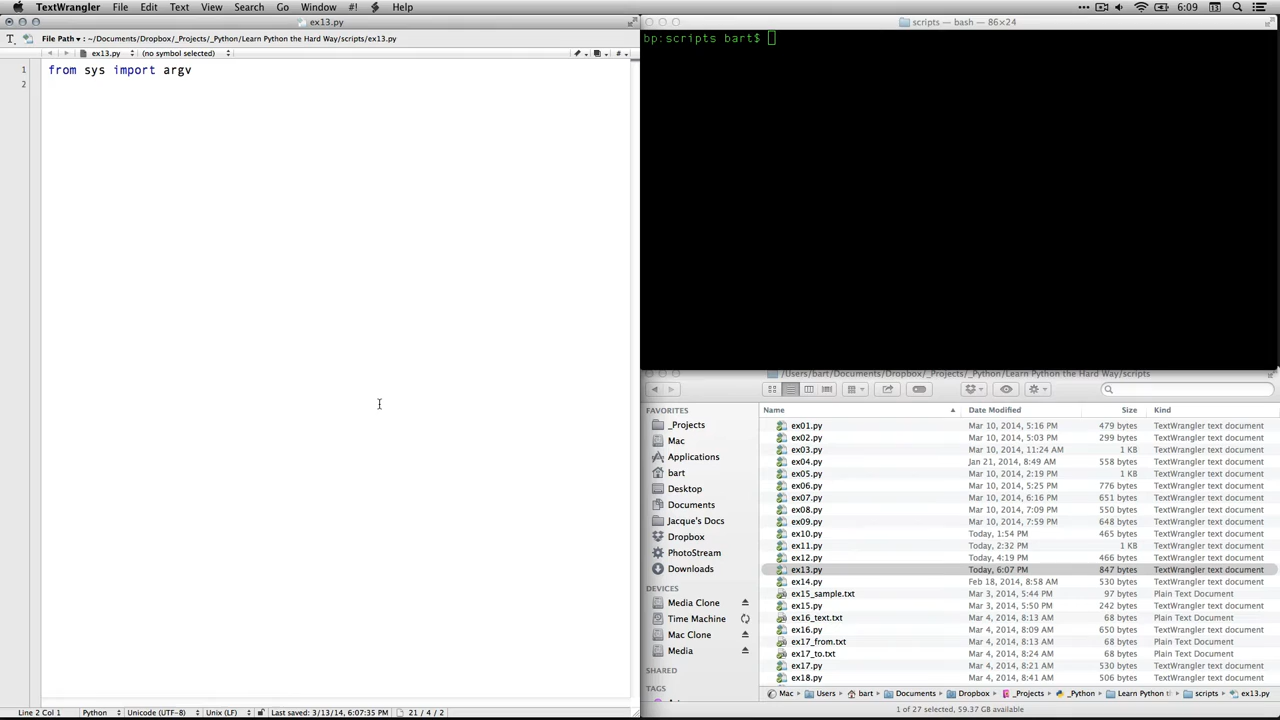 TextWrangler File Edit Text View Search Go Window #! Help 6:09 13
ex13.py
File Path ▾ : ~/Documents/Dropbox/_Projects/_Python/Learn Python the Hard Way/scripts/ex13.py
ex13.py (no symbol selected) #
1 from sys import argv
2
Line 2 Col 1 Python Unicode (UTF-8) Unix (LF) Last saved: 3/13/14, 6:07:35 PM 21 / 4 / 2
scripts — bash — 86×24
bp:scripts bart$
/Users/bart/Documents/Dropbox/_Projects/_Python/Learn Python the Hard Way/scripts
FAVORITES
_Projects
Mac
Applications
bart
Desktop
Documents
Jacque's Docs
Dropbox
PhotoStream
Downloads
DEVICES
Media Clone
Time Machine
Mac Clone
Media
SHARED
TAGS
Name Date Modified Size Kind
ex01.py Mar 10, 2014, 5:16 PM 479 bytes TextWrangler text document
ex02.py Mar 10, 2014, 5:03 PM 299 bytes TextWrangler text document
ex03.py Mar 10, 2014, 11:24 AM 1 KB TextWrangler text document
ex04.py Jan 21, 2014, 8:49 AM 558 bytes TextWrangler text document
ex05.py Mar 10, 2014, 2:19 PM 1 KB TextWrangler text document
ex06.py Mar 10, 2014, 5:25 PM 776 bytes TextWrangler text document
ex07.py Mar 10, 2014, 6:16 PM 651 bytes TextWrangler text document
ex08.py Mar 10, 2014, 7:09 PM 550 bytes TextWrangler text document
ex09.py Mar 10, 2014, 7:59 PM 648 bytes TextWrangler text document
ex10.py Today, 1:54 PM 465 bytes TextWrangler text document
ex11.py Today, 2:32 PM 1 KB TextWrangler text document
ex12.py Today, 4:19 PM 466 bytes TextWrangler text document
ex13.py Today, 6:07 PM 847 bytes TextWrangler text document
ex14.py Feb 18, 2014, 8:58 AM 530 bytes TextWrangler text document
ex15_sample.txt Mar 3, 2014, 5:44 PM 97 bytes Plain Text Document
ex15.py Mar 3, 2014, 5:50 PM 242 bytes TextWrangler text document
ex16_text.txt Mar 4, 2014, 8:13 AM 68 bytes Plain Text Document
ex16.py Mar 4, 2014, 8:09 AM 650 bytes TextWrangler text document
ex17_from.txt Mar 4, 2014, 8:13 AM 68 bytes Plain Text Document
ex17_to.txt Mar 4, 2014, 8:24 AM 68 bytes Plain Text Document
ex17.py Mar 4, 2014, 8:21 AM 530 bytes TextWrangler text document
ex18.py Mar 4, 2014, 8:41 AM 506 bytes TextWrangler text document
Mac ▸ Users ▸ bart ▸ Documents ▸ Dropbox ▸ _Projects ▸ _Python ▸ Learn Python t ▸ scripts ▸ ex13.py
1 of 27 selected, 59.37 GB available